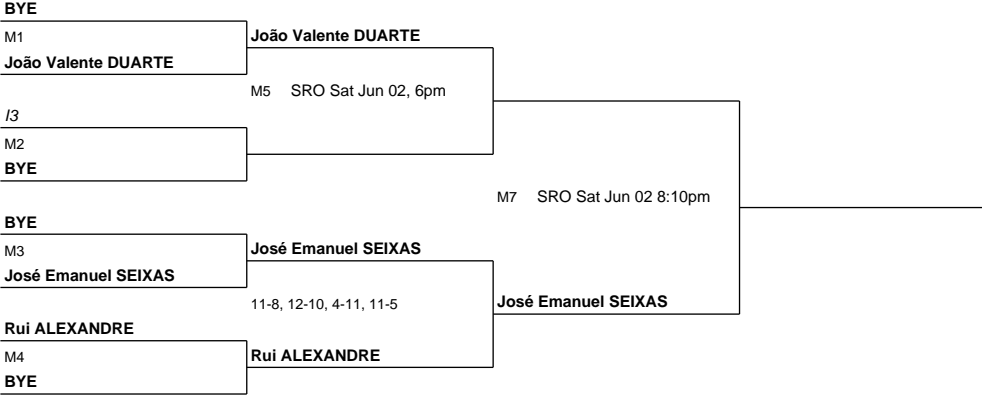 BYE
M1
João Valente DUARTE
João Valente DUARTE
M5 SRO Sat Jun 02, 6pm
I3
M2
BYE
M7 SRO Sat Jun 02 8:10pm
BYE
M3
José Emanuel SEIXAS
José Emanuel SEIXAS
11-8, 12-10, 4-11, 11-5
José Emanuel SEIXAS
Rui ALEXANDRE
M4
Rui ALEXANDRE
BYE